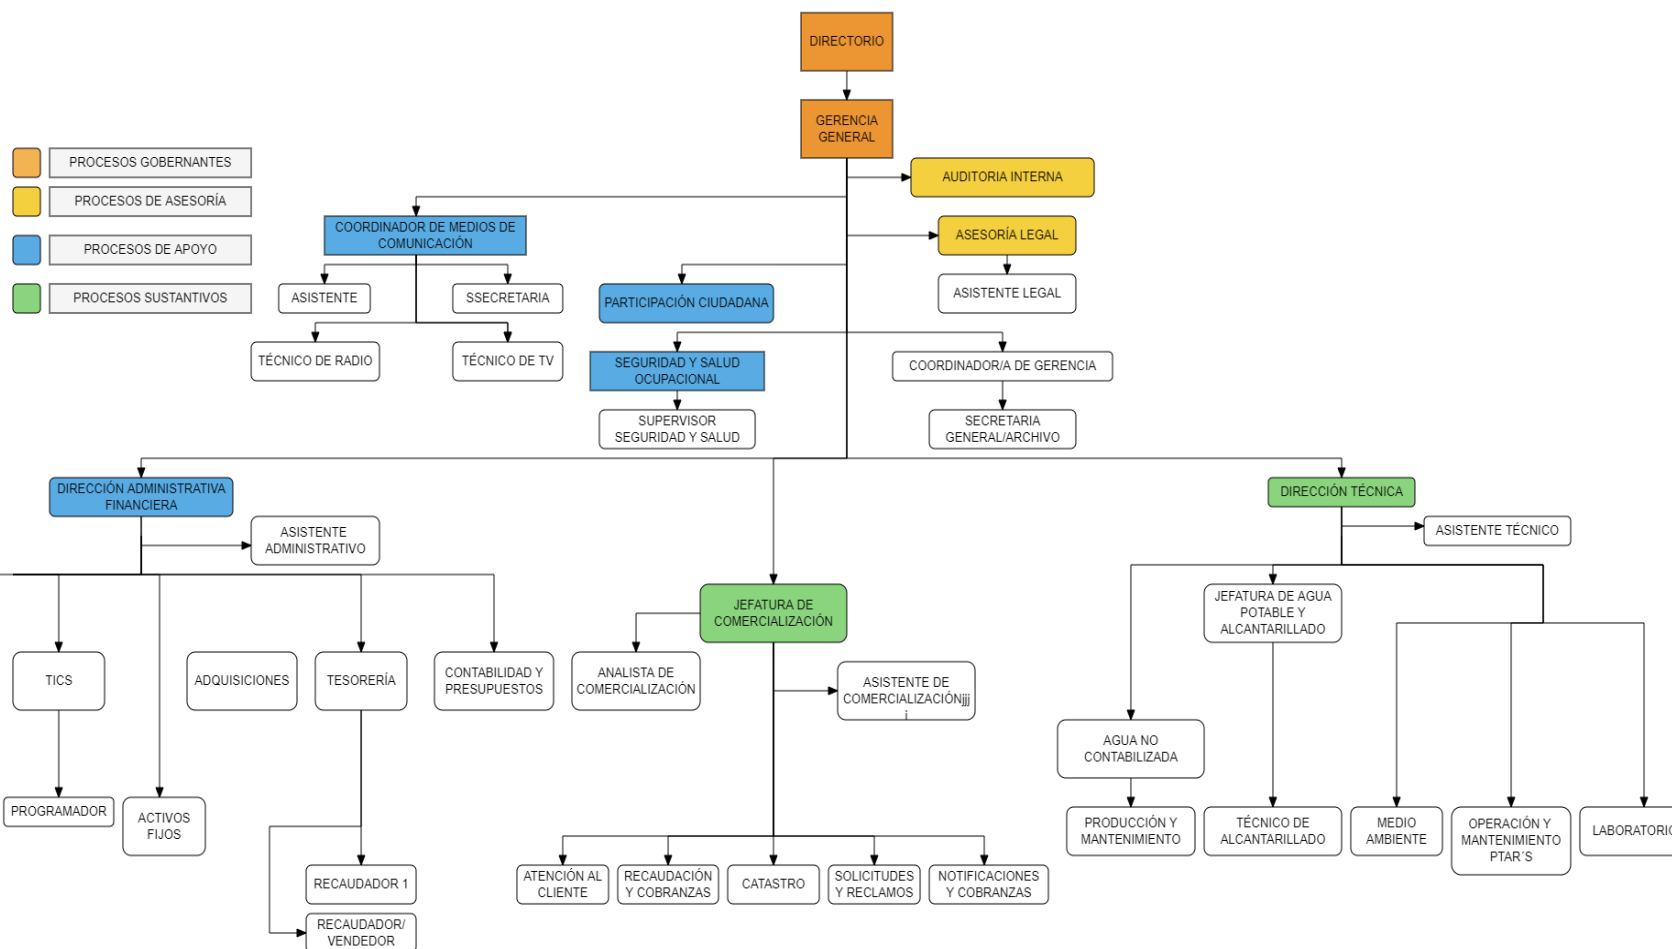 DIRECTORIO
GERENCIA
GENERAL
PROCESOS GOBERNANTES
PROCESOS DE ASESORÍA
PROCESOS DE APOYO
PROCESOS SUSTANTIVOS
AUDITORIA INTERNA
COORDINADOR DE MEDIOS DE
COMUNICACIÓN
ASESORÍA LEGAL
ASISTENTE
SSECRETARIA
PARTICIPACIÓN CIUDADANA
ASISTENTE LEGAL
TÉCNICO DE RADIO
TÉCNICO DE TV
SEGURIDAD Y SALUD
OCUPACIONAL
COORDINADOR/A DE GERENCIA
SUPERVISOR
SEGURIDAD Y SALUD
SECRETARIA
GENERAL/ARCHIVO
DIRECCIÓN ADMINISTRATIVA
FINANCIERA
DIRECCIÓN TÉCNICA
ASISTENTE
ADMINISTRATIVO
ASISTENTE TÉCNICO
JEFATURA DE
COMERCIALIZACIÓN
JEFATURA DE AGUA
POTABLE Y
ALCANTARILLADO
TICS
ADQUISICIONES
TESORERÍA
CONTABILIDAD Y
PRESUPUESTOS
ANALISTA DE
COMERCIALIZACIÓN
ASISTENTE DE
COMERCIALIZACIÓNjjj
j
AGUA NO
CONTABILIZADA
PROGRAMADOR
ACTIVOS
FIJOS
PRODUCCIÓN Y
MANTENIMIENTO
TÉCNICO DE
ALCANTARILLADO
MEDIO
AMBIENTE
OPERACIÓN Y
MANTENIMIENTO
PTAR´S
LABORATORIO
RECAUDADOR 1
ATENCIÓN AL
CLIENTE
RECAUDACIÓN
Y COBRANZAS
CATASTRO
SOLICITUDES
Y RECLAMOS
NOTIFICACIONES
Y COBRANZAS
RECAUDADOR/
VENDEDOR